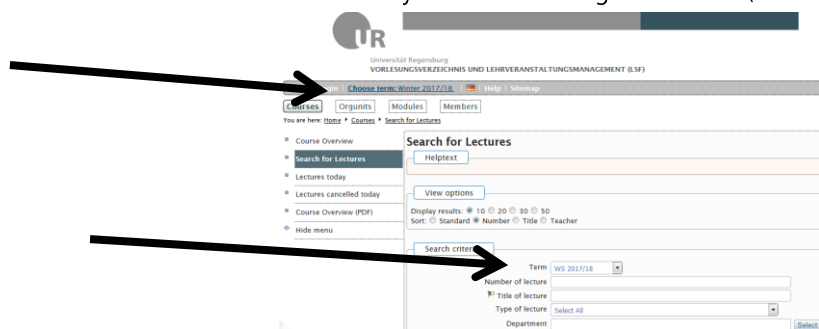 UR
Universität Regensburg
VORLESUNGSVERZEICHNIS UND LEHRVERANSTALTUNGSMANAGEMENT (LSF)
Choose term: Winter 2017/18 | | Help | Sitemap
Courses Orgunits Modules Members
You are here: Home Courses Search for Lectures
Course Overview
Search for Lectures
Lectures today
Lectures cancelled today
Course Overview (PDF)
Hide menu
Search for Lectures
Helptext
View options
Display results: 10 20 30 50
Sort: Standard Number Title Teacher
Search criteria
Term WS 2017/18
Number of lecture
Title of lecture
Type of lecture Select All
Department Select